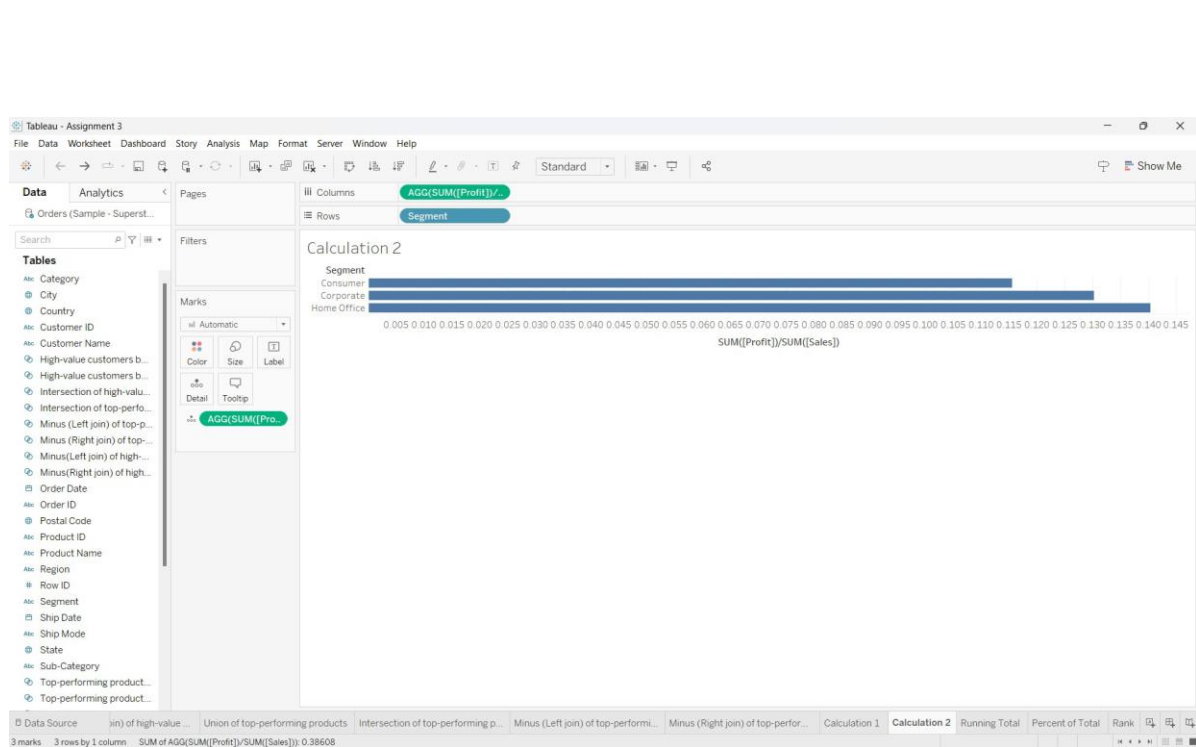 Tableau - Assignment 3
File Data Worksheet Dashboard Story Analysis Map Format Server Window Help
Standard
Show Me
Data Analytics
Pages
iii Columns AGG(SUM([Profit])/..
Orders (Sample - Superst...
Rows Segment
Search
Filters
Calculation 2
Tables
Segment
Abc Category
Consumer
City
Corporate
Country
Marks
Home Office
Abc Customer ID
Automatic
0.005 0.010 0.015 0.020 0.025 0.030 0.035 0.040 0.045 0.050 0.055 0.060 0.065 0.070 0.075 0.080 0.085 0.090 0.095 0.100 0.105 0.110 0.115 0.120 0.125 0.130 0.135 0.140 0.145
Abc Customer Name
SUM([Profit])/SUM([Sales])
High-value customers b...
Color Size Label
High-value customers b...
Intersection of high-valu...
Detail Tooltip
Intersection of top-perfo...
AGG(SUM([Pro..
Minus (Left join) of top-p...
Minus (Right join) of top-...
Minus(Left join) of high-...
Minus(Right join) of high...
Order Date
Abc Order ID
Postal Code
Abc Product ID
Abc Product Name
Abc Region
# Row ID
Abc Segment
Ship Date
Abc Ship Mode
State
Abc Sub-Category
Top-performing product...
Top-performing product...
Data Source oin) of high-value ... Union of top-performing products Intersection of top-performing p... Minus (Left join) of top-performi... Minus (Right join) of top-perfor... Calculation 1 Calculation 2 Running Total Percent of Total Rank
3 marks 3 rows by 1 column SUM of AGG(SUM([Profit])/SUM([Sales])): 0.38608